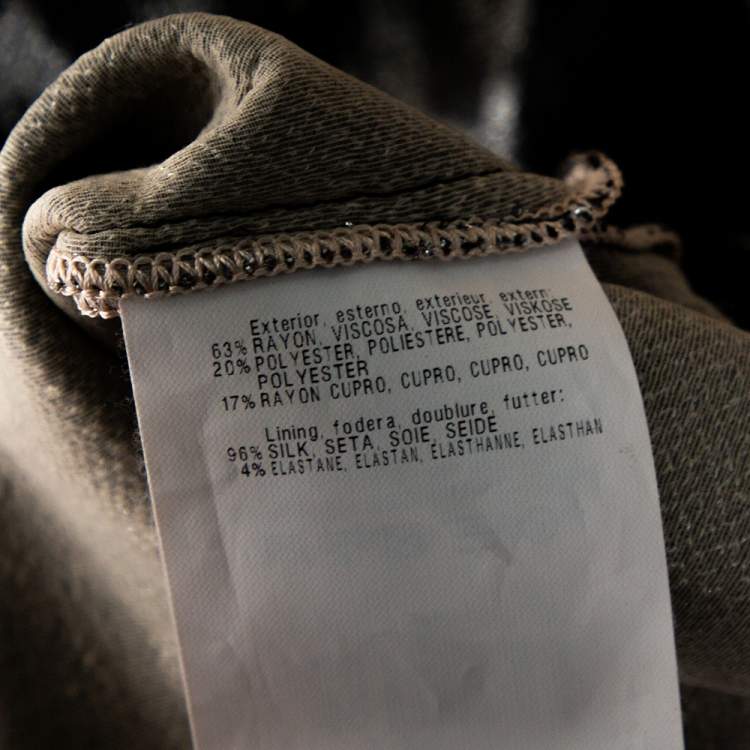 Exterior, esterno, exterieur, extern:
63% RAYON, VISCOSA, VISCOSE, VISKOSE
20% POLYESTER, POLIESTERE, POLYESTER,
POLYESTER
17% RAYON CUPRO, CUPRO, CUPRO, CUPRO
Lining, fodera, doublure, futter:
96% SILK, SETA, SOIE, SEIDE
4% ELASTANE, ELASTAN, ELASTHANNE, ELASTHAN